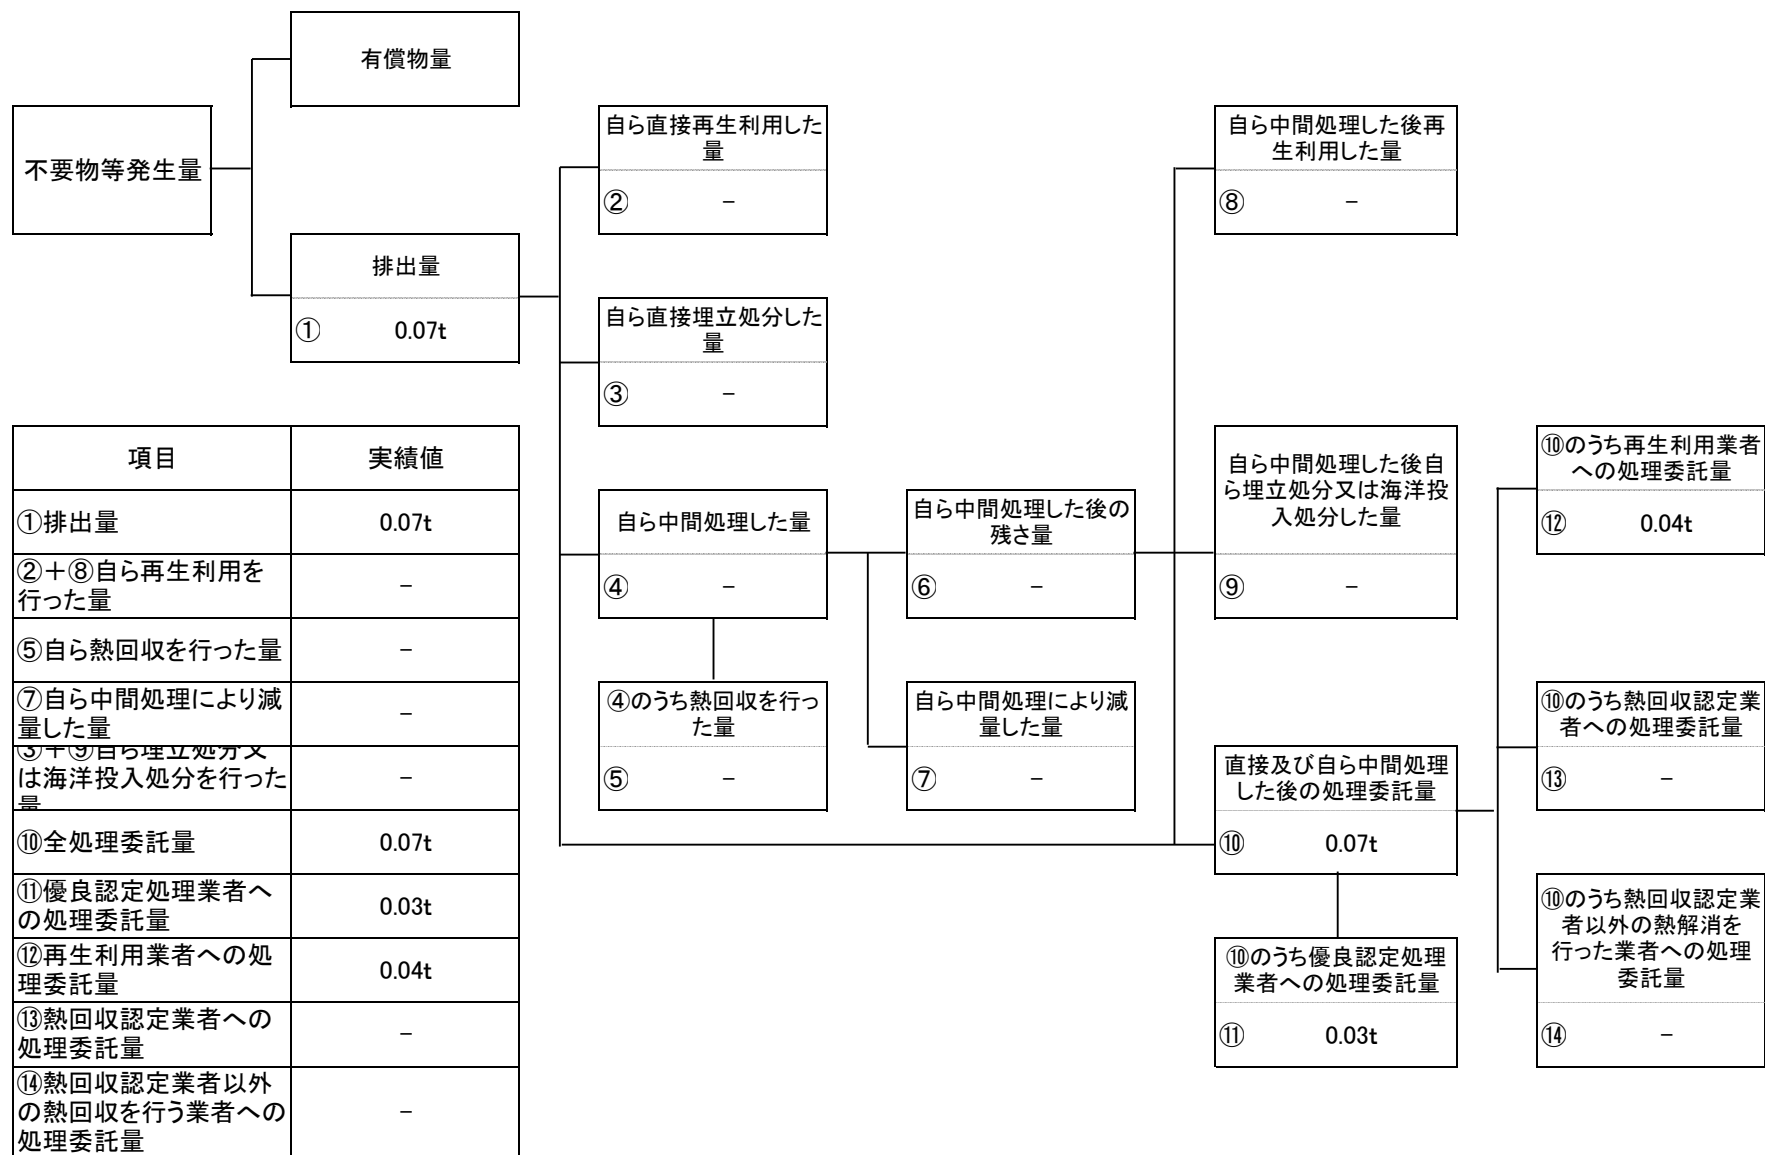 有償物量
不要物等発生量
排出量
① 0.07t
自ら直接再生利用した
量
② －
自ら直接埋立処分した
量
③ －
自ら中間処理した量
④ －
④のうち熱回収を行っ
た量
⑤ －
自ら中間処理した後の
残さ量
⑥ －
自ら中間処理により減
量した量
⑦ －
自ら中間処理した後再
生利用した量
⑧ －
自ら中間処理した後自
ら埋立処分又は海洋投
入処分した量
⑨ －
直接及び自ら中間処理
した後の処理委託量
⑩ 0.07t
⑩のうち優良認定処理
業者への処理委託量
⑪ 0.03t
⑩のうち再生利用業者
への処理委託量
⑫ 0.04t
⑩のうち熱回収認定業
者への処理委託量
⑬ －
⑩のうち熱回収認定業
者以外の熱解消を
行った業者への処理
委託量
⑭ －
項目 実績値
①排出量 0.07t
②＋⑧自ら再生利用を
行った量 －
⑤自ら熱回収を行った量 －
⑦自ら中間処理により減
量した量 －
③＋⑨自ら埋立処分又
は海洋投入処分を行った
量 －
⑩全処理委託量 0.07t
⑪優良認定処理業者へ
の処理委託量 0.03t
⑫再生利用業者への処
理委託量 0.04t
⑬熱回収認定業者への
処理委託量 －
⑭熱回収認定業者以外
の熱回収を行う業者への
処理委託量 －